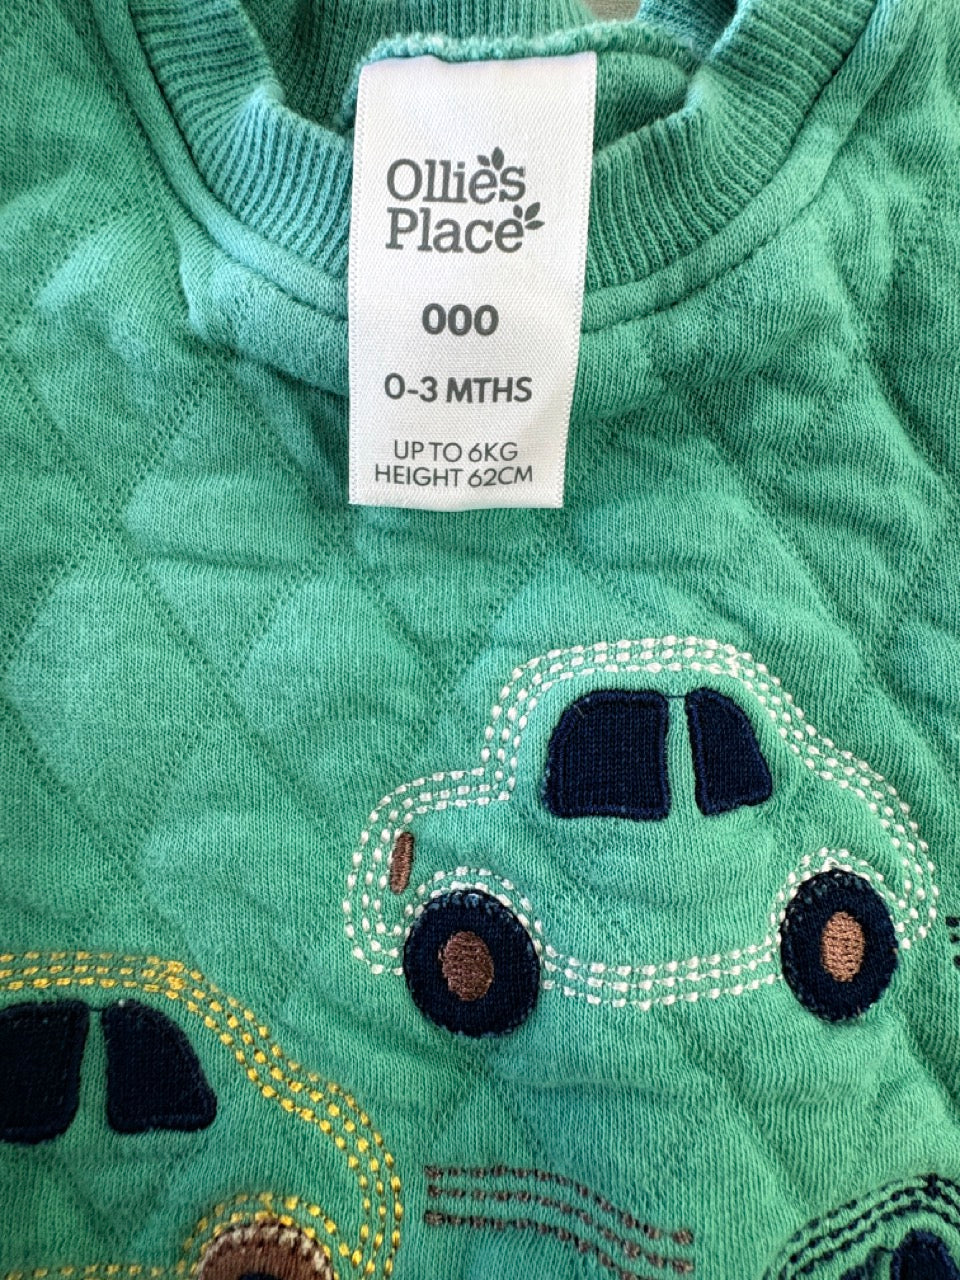 Ollie's
Place
000
0-3 MTHS
UP TO 6KG
HEIGHT 62CM